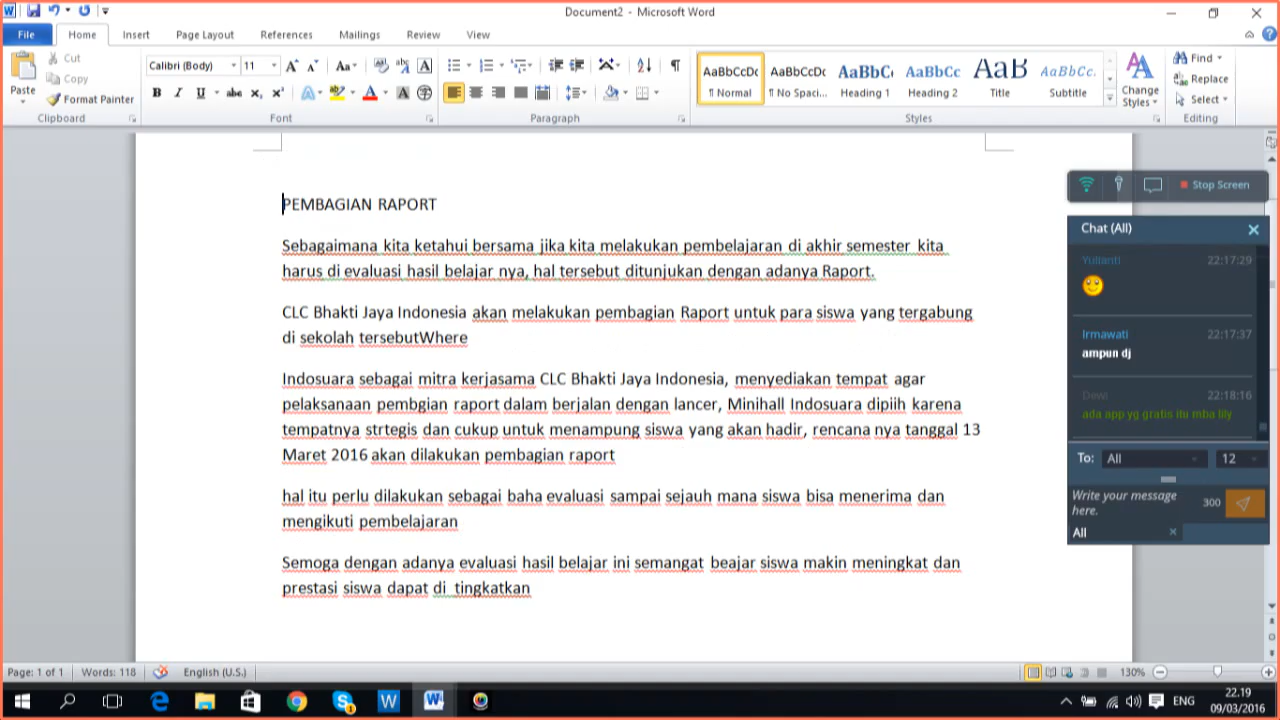 Document2 - Microsoft Word
File Home Insert Page Layout References Mailings Review View
Paste
Cut
Copy
Format Painter
Clipboard
Calibri (Body) 11
Font
Paragraph
AaBbCcDc AaBbCcDc AaBbC AaBbCc AaB AaBbCc.
¶ Normal ¶ No Spaci... Heading 1 Heading 2 Title Subtitle
Change
Styles
Styles
Find
Replace
Select
Editing
PEMBAGIAN RAPORT
Sebagaimana kita ketahui bersama jika kita melakukan pembelajaran di akhir semester kita
harus di evaluasi hasil belajar nya, hal tersebut ditunjukan dengan adanya Raport.
CLC Bhakti Jaya Indonesia akan melakukan pembagian Raport untuk para siswa yang tergabung
di sekolah tersebutWhere
Indosuara sebagai mitra kerjasama CLC Bhakti Jaya Indonesia, menyediakan tempat agar
pelaksanaan pembgian raport dalam berjalan dengan lancer, Minihall Indosuara dipiih karena
tempatnya strtegis dan cukup untuk menampung siswa yang akan hadir, rencana nya tanggal 13
Maret 2016 akan dilakukan pembagian raport
hal itu perlu dilakukan sebagai baha evaluasi sampai sejauh mana siswa bisa menerima dan
mengikuti pembelajaran
Semoga dengan adanya evaluasi hasil belajar ini semangat beajar siswa makin meningkat dan
prestasi siswa dapat di tingkatkan
Stop Screen
Chat (All)
Yulianti 22:17:29
Irmawati 22:17:37
ampun dj
Dewi 22:18:16
ada app yg gratis itu mba lily
To: All 12
Write your message
here.
300
All
Page: 1 of 1 Words: 118 English (U.S.) 130%
ENG
22.19
09/03/2016